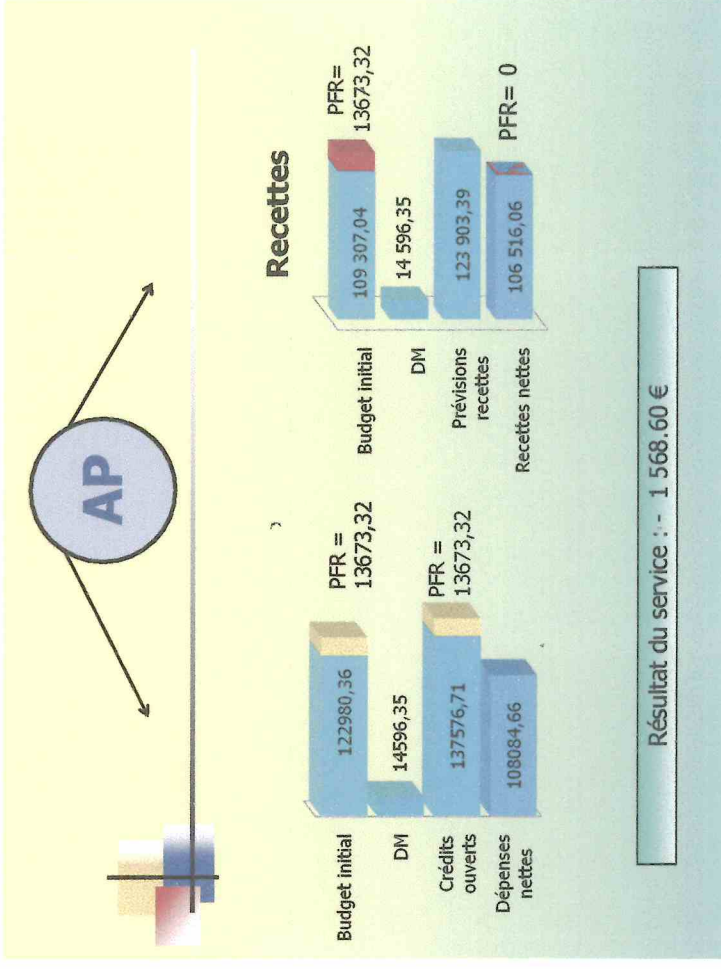 AP
Recettes
Budget initial
122980,36
PFR =
13673,32
DM
14596,35
Crédits
ouverts
137576,71
PFR =
13673,32
Dépenses
nettes
108084,66
Budget initial
109 307,04
PFR=
13673,32
DM
14 596,35
Prévisions
recettes
123 903,39
Recettes nettes
106 516,06
PFR= 0
Résultat du service : - 1 568.60 €